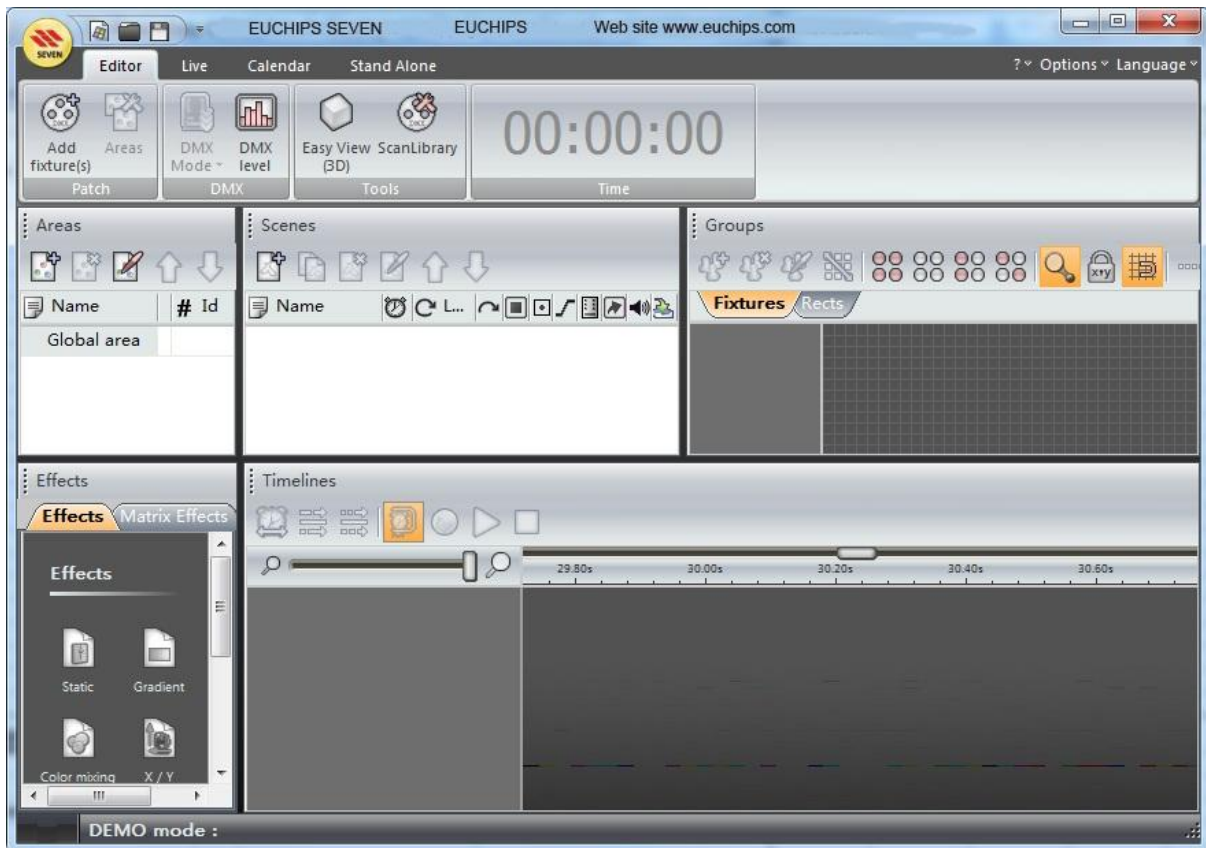 EUCHIPS SEVEN EUCHIPS Web site www.euchips.com
SEVEN
Editor Live Calendar Stand Alone ? Options Language
Add fixture(s)
Areas
DMX Mode
DMX level
Easy View (3D)
ScanLibrary
00:00:00
Patch DMX Tools Time
Areas
Name # Id
Global area
Scenes
Name L...
Groups
x+y
Fixtures Rects
Effects
Effects Matrix Effects
Effects
Static Gradient
Color mixing X / Y
Timelines
29.80s 30.00s 30.20s 30.40s 30.60s
DEMO mode :